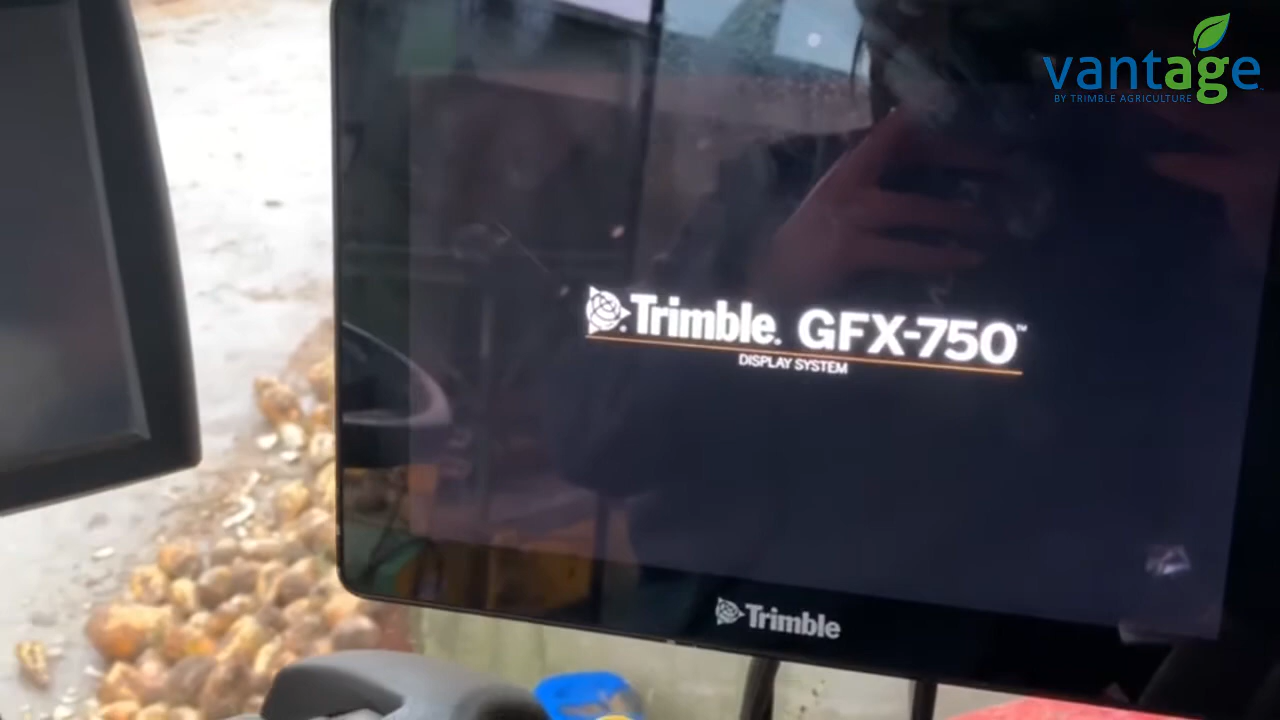 vantage
BY TRIMBLE AGRICULTURE
Trimble. GFX-750™
DISPLAY SYSTEM
Trimble